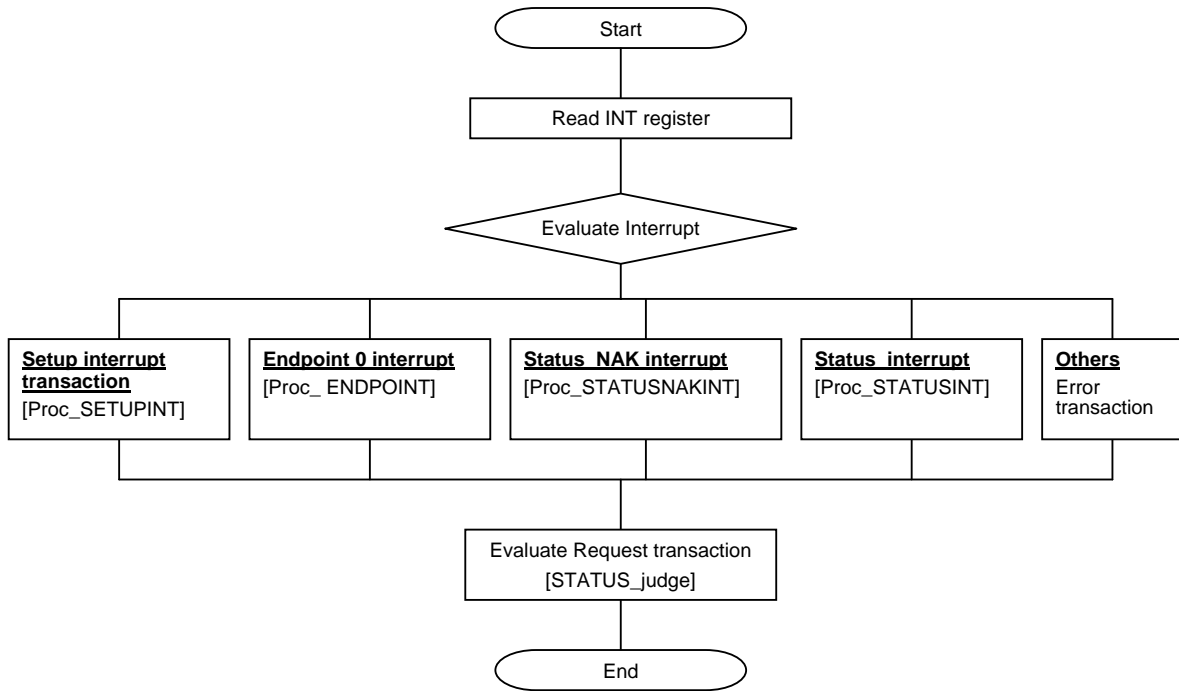 Start
Read INT register
Evaluate Interrupt
Setup interrupt
transaction
[Proc_SETUPINT]
Endpoint 0 interrupt
[Proc_ ENDPOINT]
Status_NAK interrupt
[Proc_STATUSNAKINT]
Status_interrupt
[Proc_STATUSINT]
Others
Error
transaction
Evaluate Request transaction
[STATUS_judge]
End